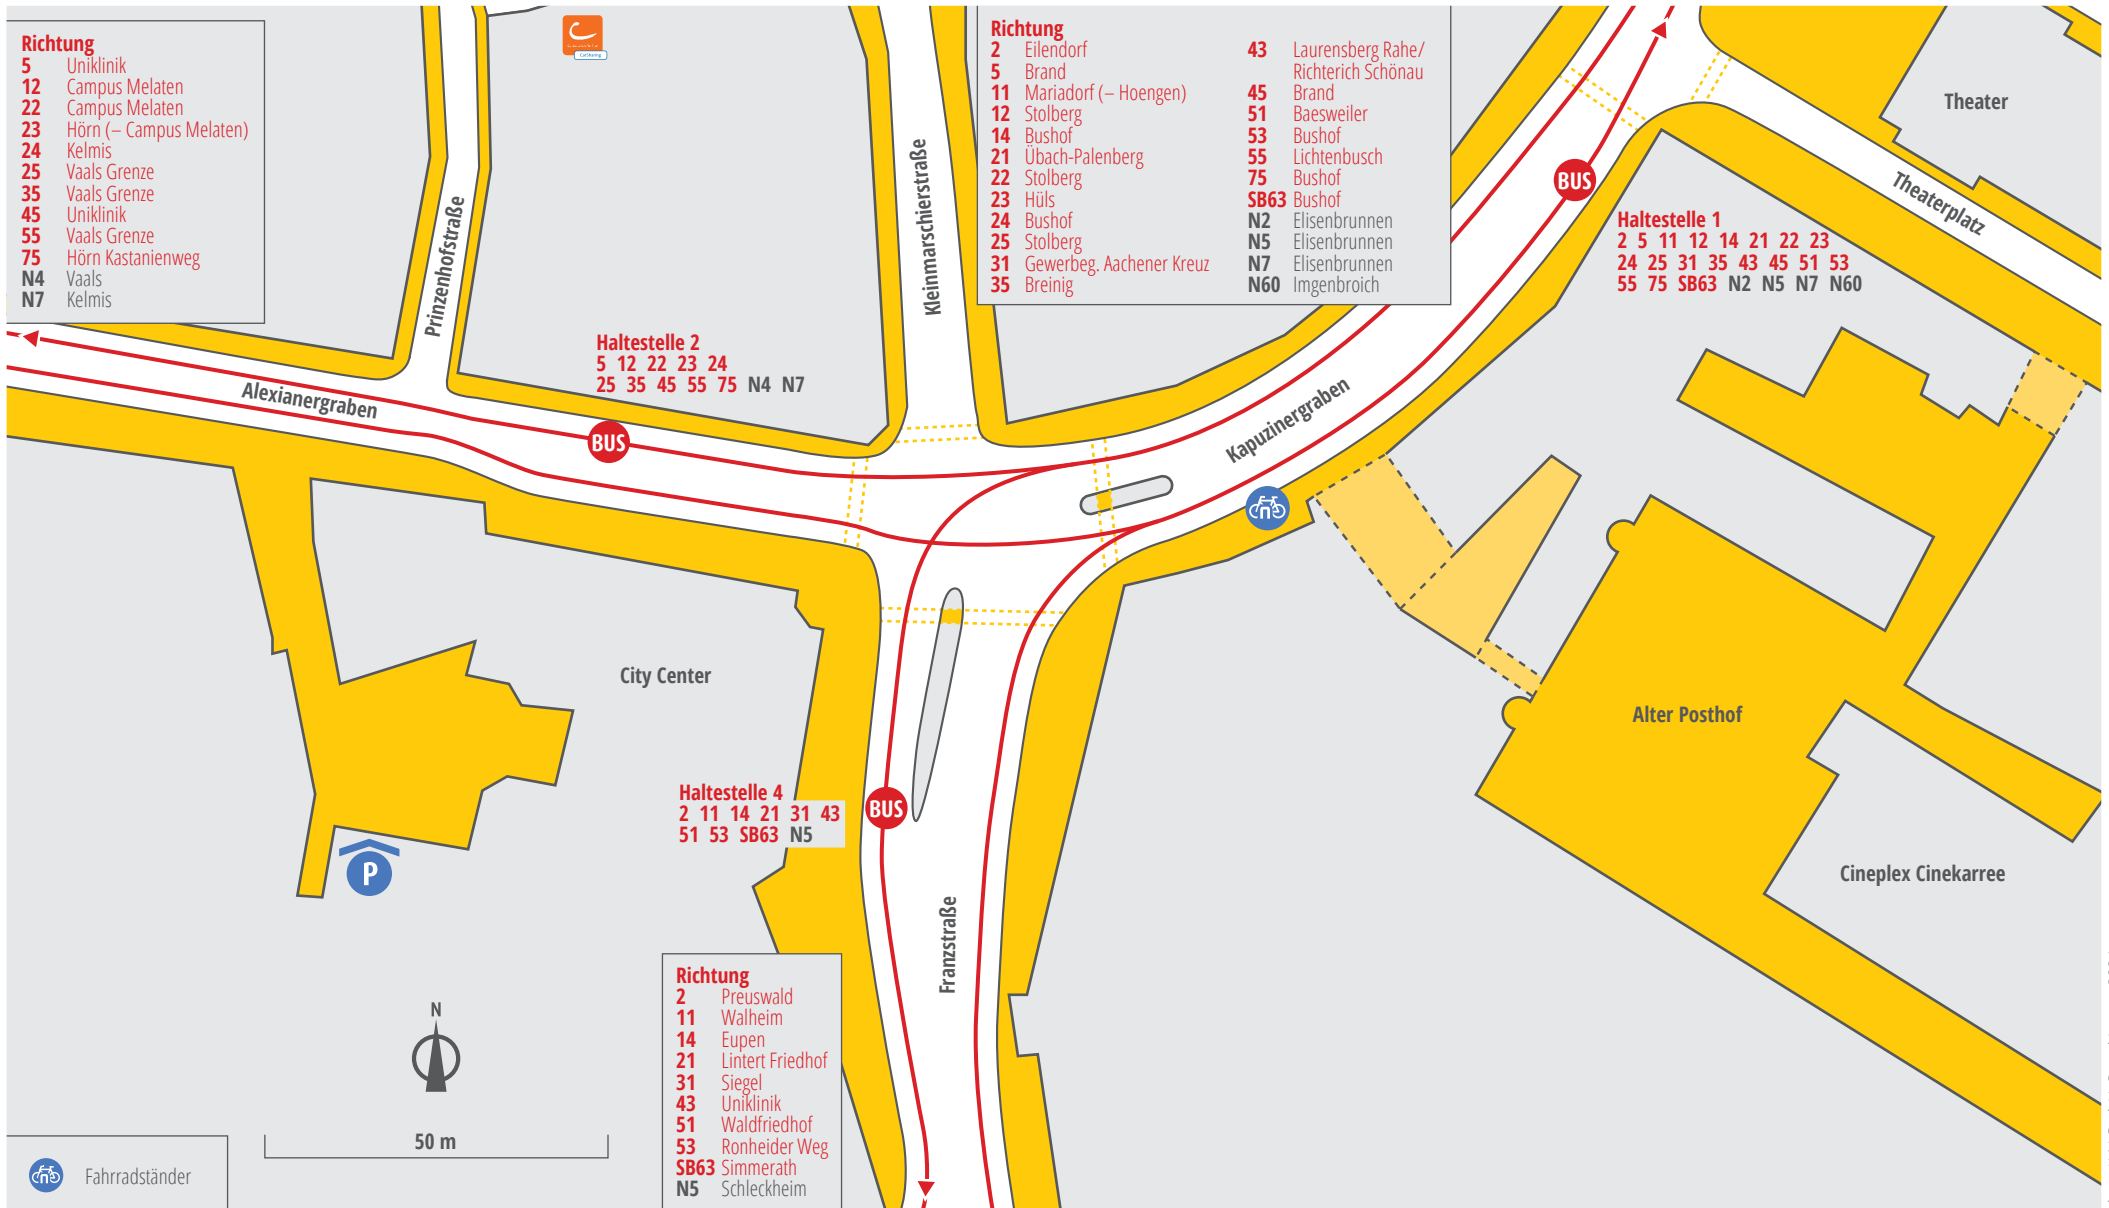 Richtung
5 Uniklinik
12 Campus Melaten
22 Campus Melaten
23 Hörn (– Campus Melaten)
24 Kelmis
25 Vaals Grenze
35 Vaals Grenze
45 Uniklinik
55 Vaals Grenze
75 Hörn Kastanienweg
N4 Vaals
N7 Kelmis
CarSharing
Richtung
2 Eilendorf
5 Brand
11 Mariadorf (– Hoengen)
12 Stolberg
14 Bushof
21 Übach-Palenberg
22 Stolberg
23 Hüls
24 Bushof
25 Stolberg
31 Gewerbeg. Aachener Kreuz
35 Breinig
43 Laurensberg Rahe/
Richterich Schönau
45 Brand
51 Baesweiler
53 Bushof
55 Lichtenbusch
75 Bushof
SB63 Bushof
N2 Elisenbrunnen
N5 Elisenbrunnen
N7 Elisenbrunnen
N60 Imgenbroich
Theater
Theaterplatz
BUS
Haltestelle 1
2 5 11 12 14 21 22 23
24 25 31 35 43 45 51 53
55 75 SB63 N2 N5 N7 N60
Prinzenhofstraße
Kleinmarschierstraße
Haltestelle 2
5 12 22 23 24
25 35 45 55 75 N4 N7
Alexianergraben
BUS
Kapuzinergraben
City Center
Alter Posthof
Cineplex Cinekarree
Haltestelle 4
2 11 14 21 31 43
51 53 SB63 N5
BUS
P
Franzstraße
Richtung
2 Preuswald
11 Walheim
14 Eupen
21 Lintert Friedhof
31 Siegel
43 Uniklinik
51 Waldfriedhof
53 Ronheider Weg
SB63 Simmerath
N5 Schleckheim
N
50 m
Fahrradständer